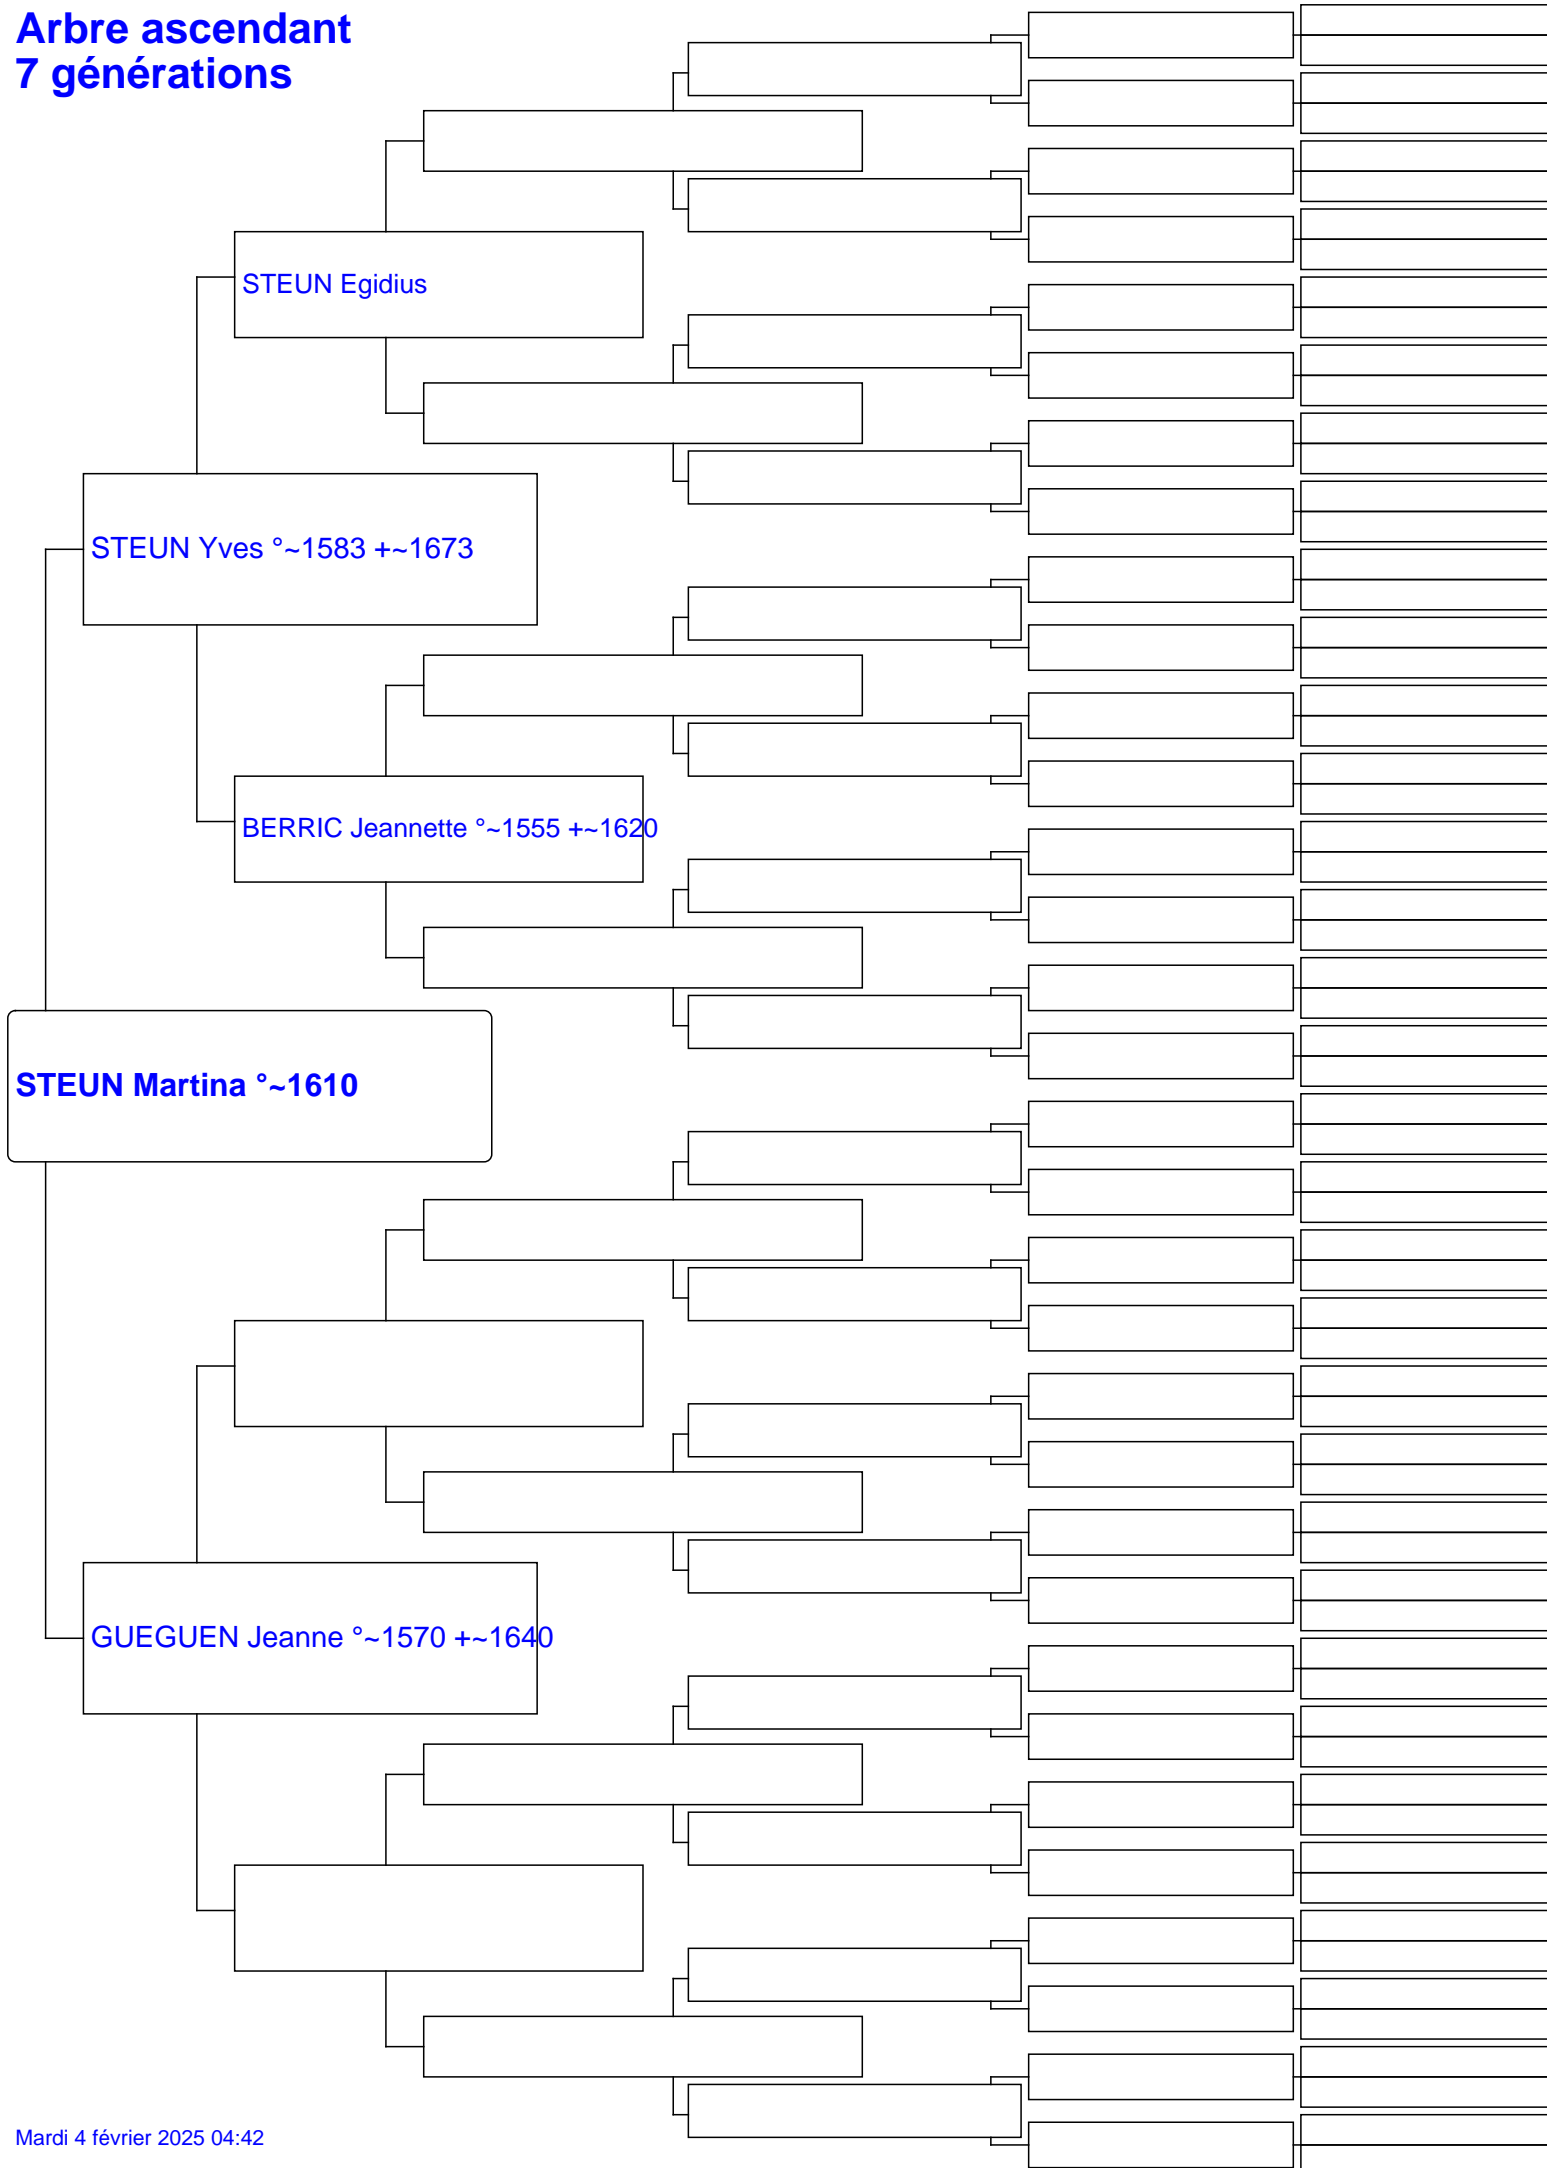 Arbre ascendant
7 générations
STEUN Egidius
STEUN Yves °~1583 +~1673
BERRIC Jeannette °~1555 +~1620
STEUN Martina °~1610
GUEGUEN Jeanne °~1570 +~1640
Mardi 4 février 2025 04:42